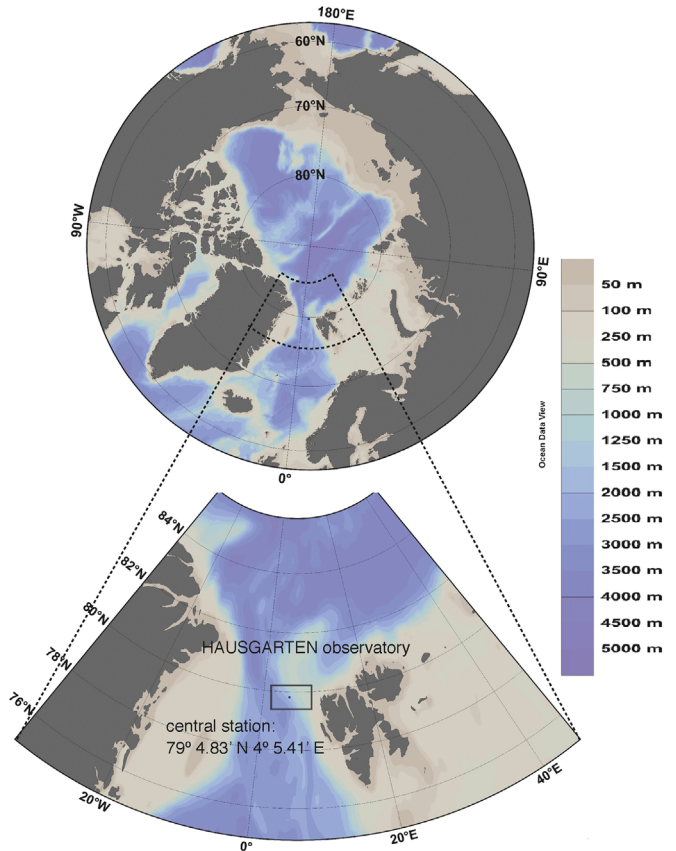 180°E
60°N
70°N
80°N
90°W
90°E
0°
50 m
100 m
250 m
500 m
750 m
1000 m
1250 m
1500 m
2000 m
2500 m
3000 m
3500 m
4000 m
4500 m
5000 m
Ocean Data View
84°N
82°N
80°N
78°N
76°N
HAUSGARTEN observatory
central station:
79º 4.83' N 4º 5.41' E
20°W
0°
20°E
40°E